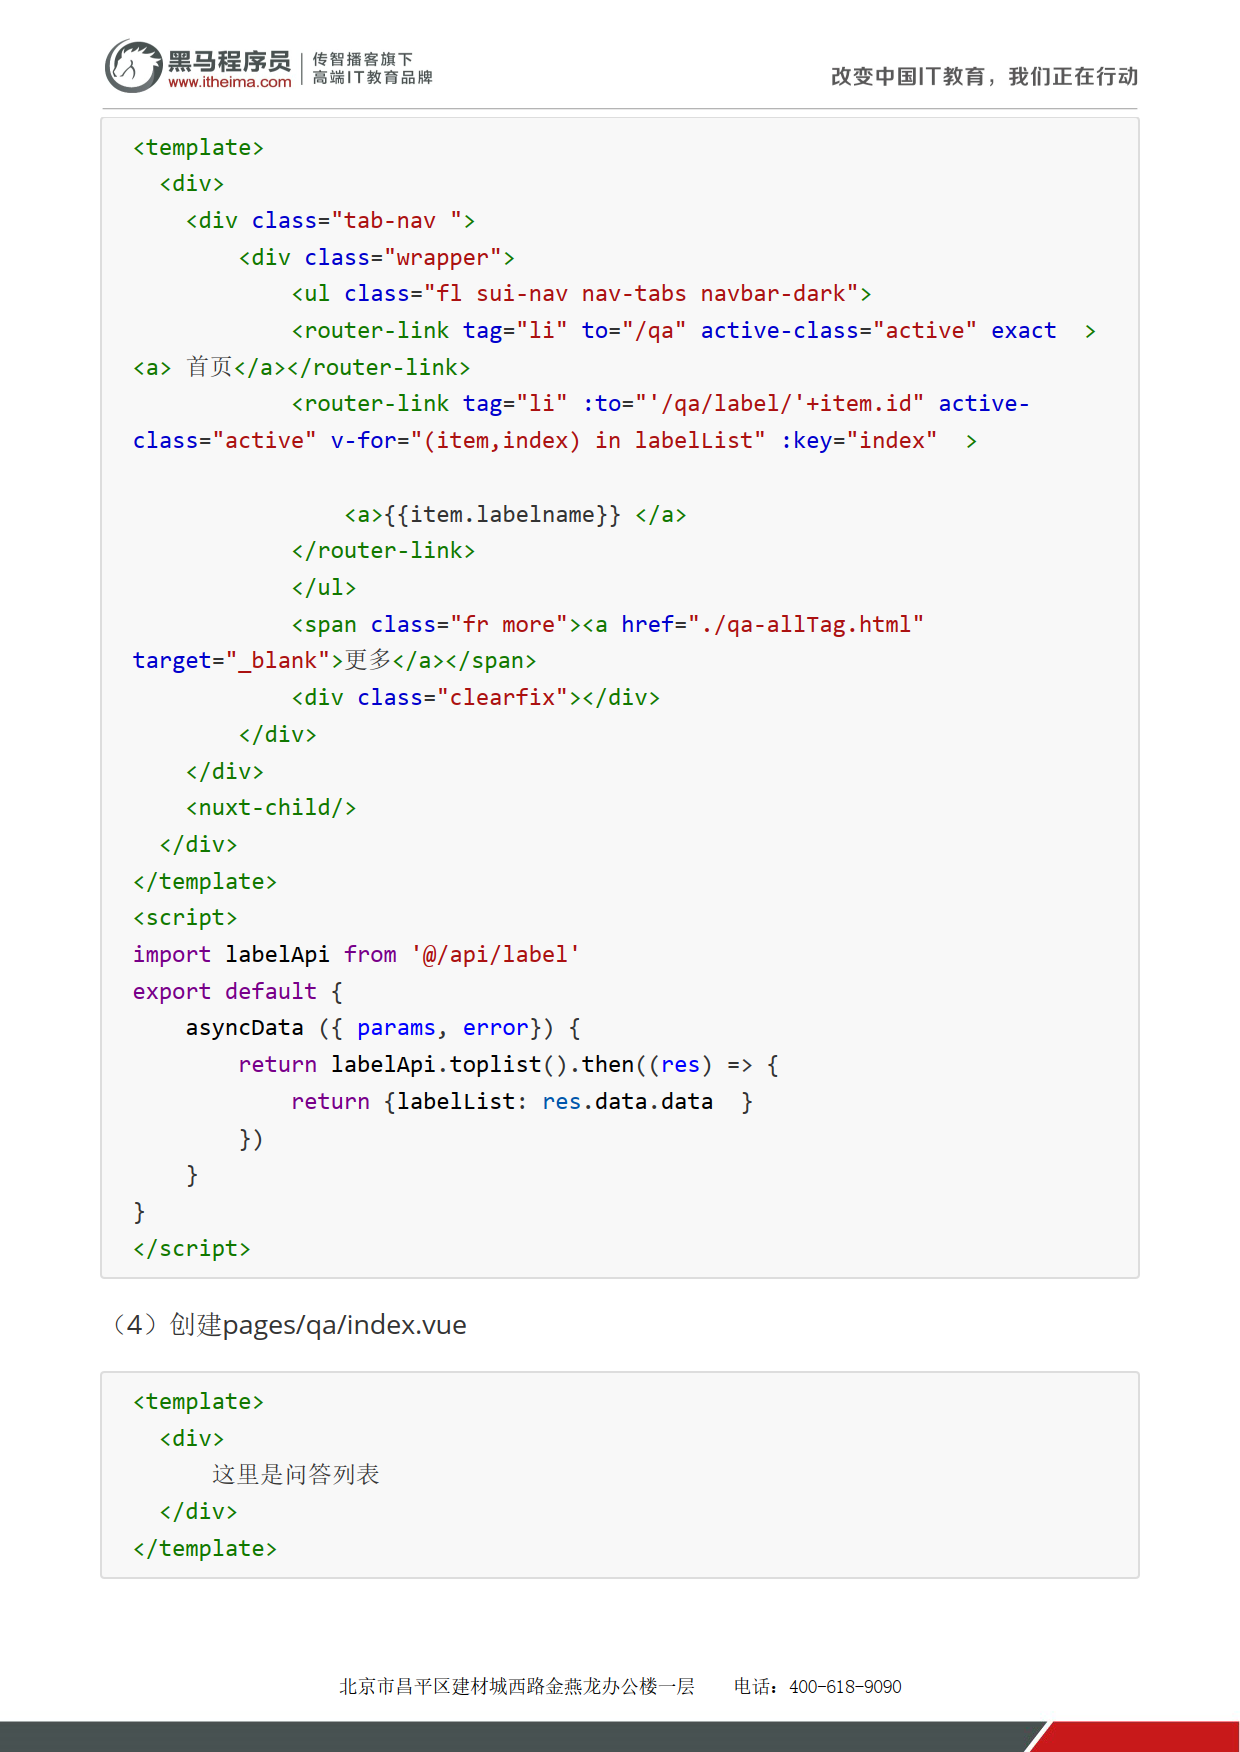 黑马程序员
www.itheima.com
传智播客旗下
高端IT教育品牌
改变中国IT教育，我们正在行动
<template>
  <div>
    <div class="tab-nav ">
        <div class="wrapper">
            <ul class="fl sui-nav nav-tabs navbar-dark">
            <router-link tag="li" to="/qa" active-class="active" exact  >
<a> 首页</a></router-link>
            <router-link tag="li" :to="'/qa/label/'+item.id" active-
class="active" v-for="(item,index) in labelList" :key="index"  >
                <a>{{item.labelname}} </a>
            </router-link>
            </ul>
            <span class="fr more"><a href="./qa-allTag.html"
target="_blank">更多</a></span>
            <div class="clearfix"></div>
        </div>
    </div>
    <nuxt-child/>
  </div>
</template>
<script>
import labelApi from '@/api/label'
export default {
    asyncData ({ params, error}) {
        return labelApi.toplist().then((res) => {
            return {labelList: res.data.data  }
        })
    }
}
</script>
（4）创建pages/qa/index.vue
<template>
  <div>
      这里是问答列表
  </div>
</template>
北京市昌平区建材城西路金燕龙办公楼一层    电话：400-618-9090